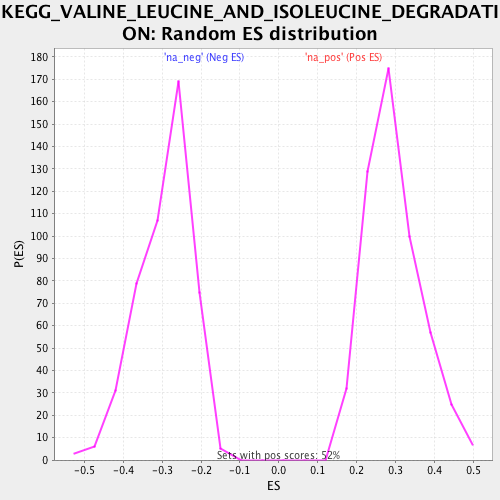 KEGG_VALINE_LEUCINE_AND_ISOLEUCINE_DEGRADATI
ON: Random ES distribution
'na_neg' (Neg ES) 'na_pos' (Pos ES)
180
170
160
150
140
130
120
110
100
90
80
70
60
50
40
30
20
10
0
P(ES)
Sets with pos scores: 52%
-0.5 -0.4 -0.3 -0.2 -0.1 0.0 0.1 0.2 0.3 0.4 0.5
ES